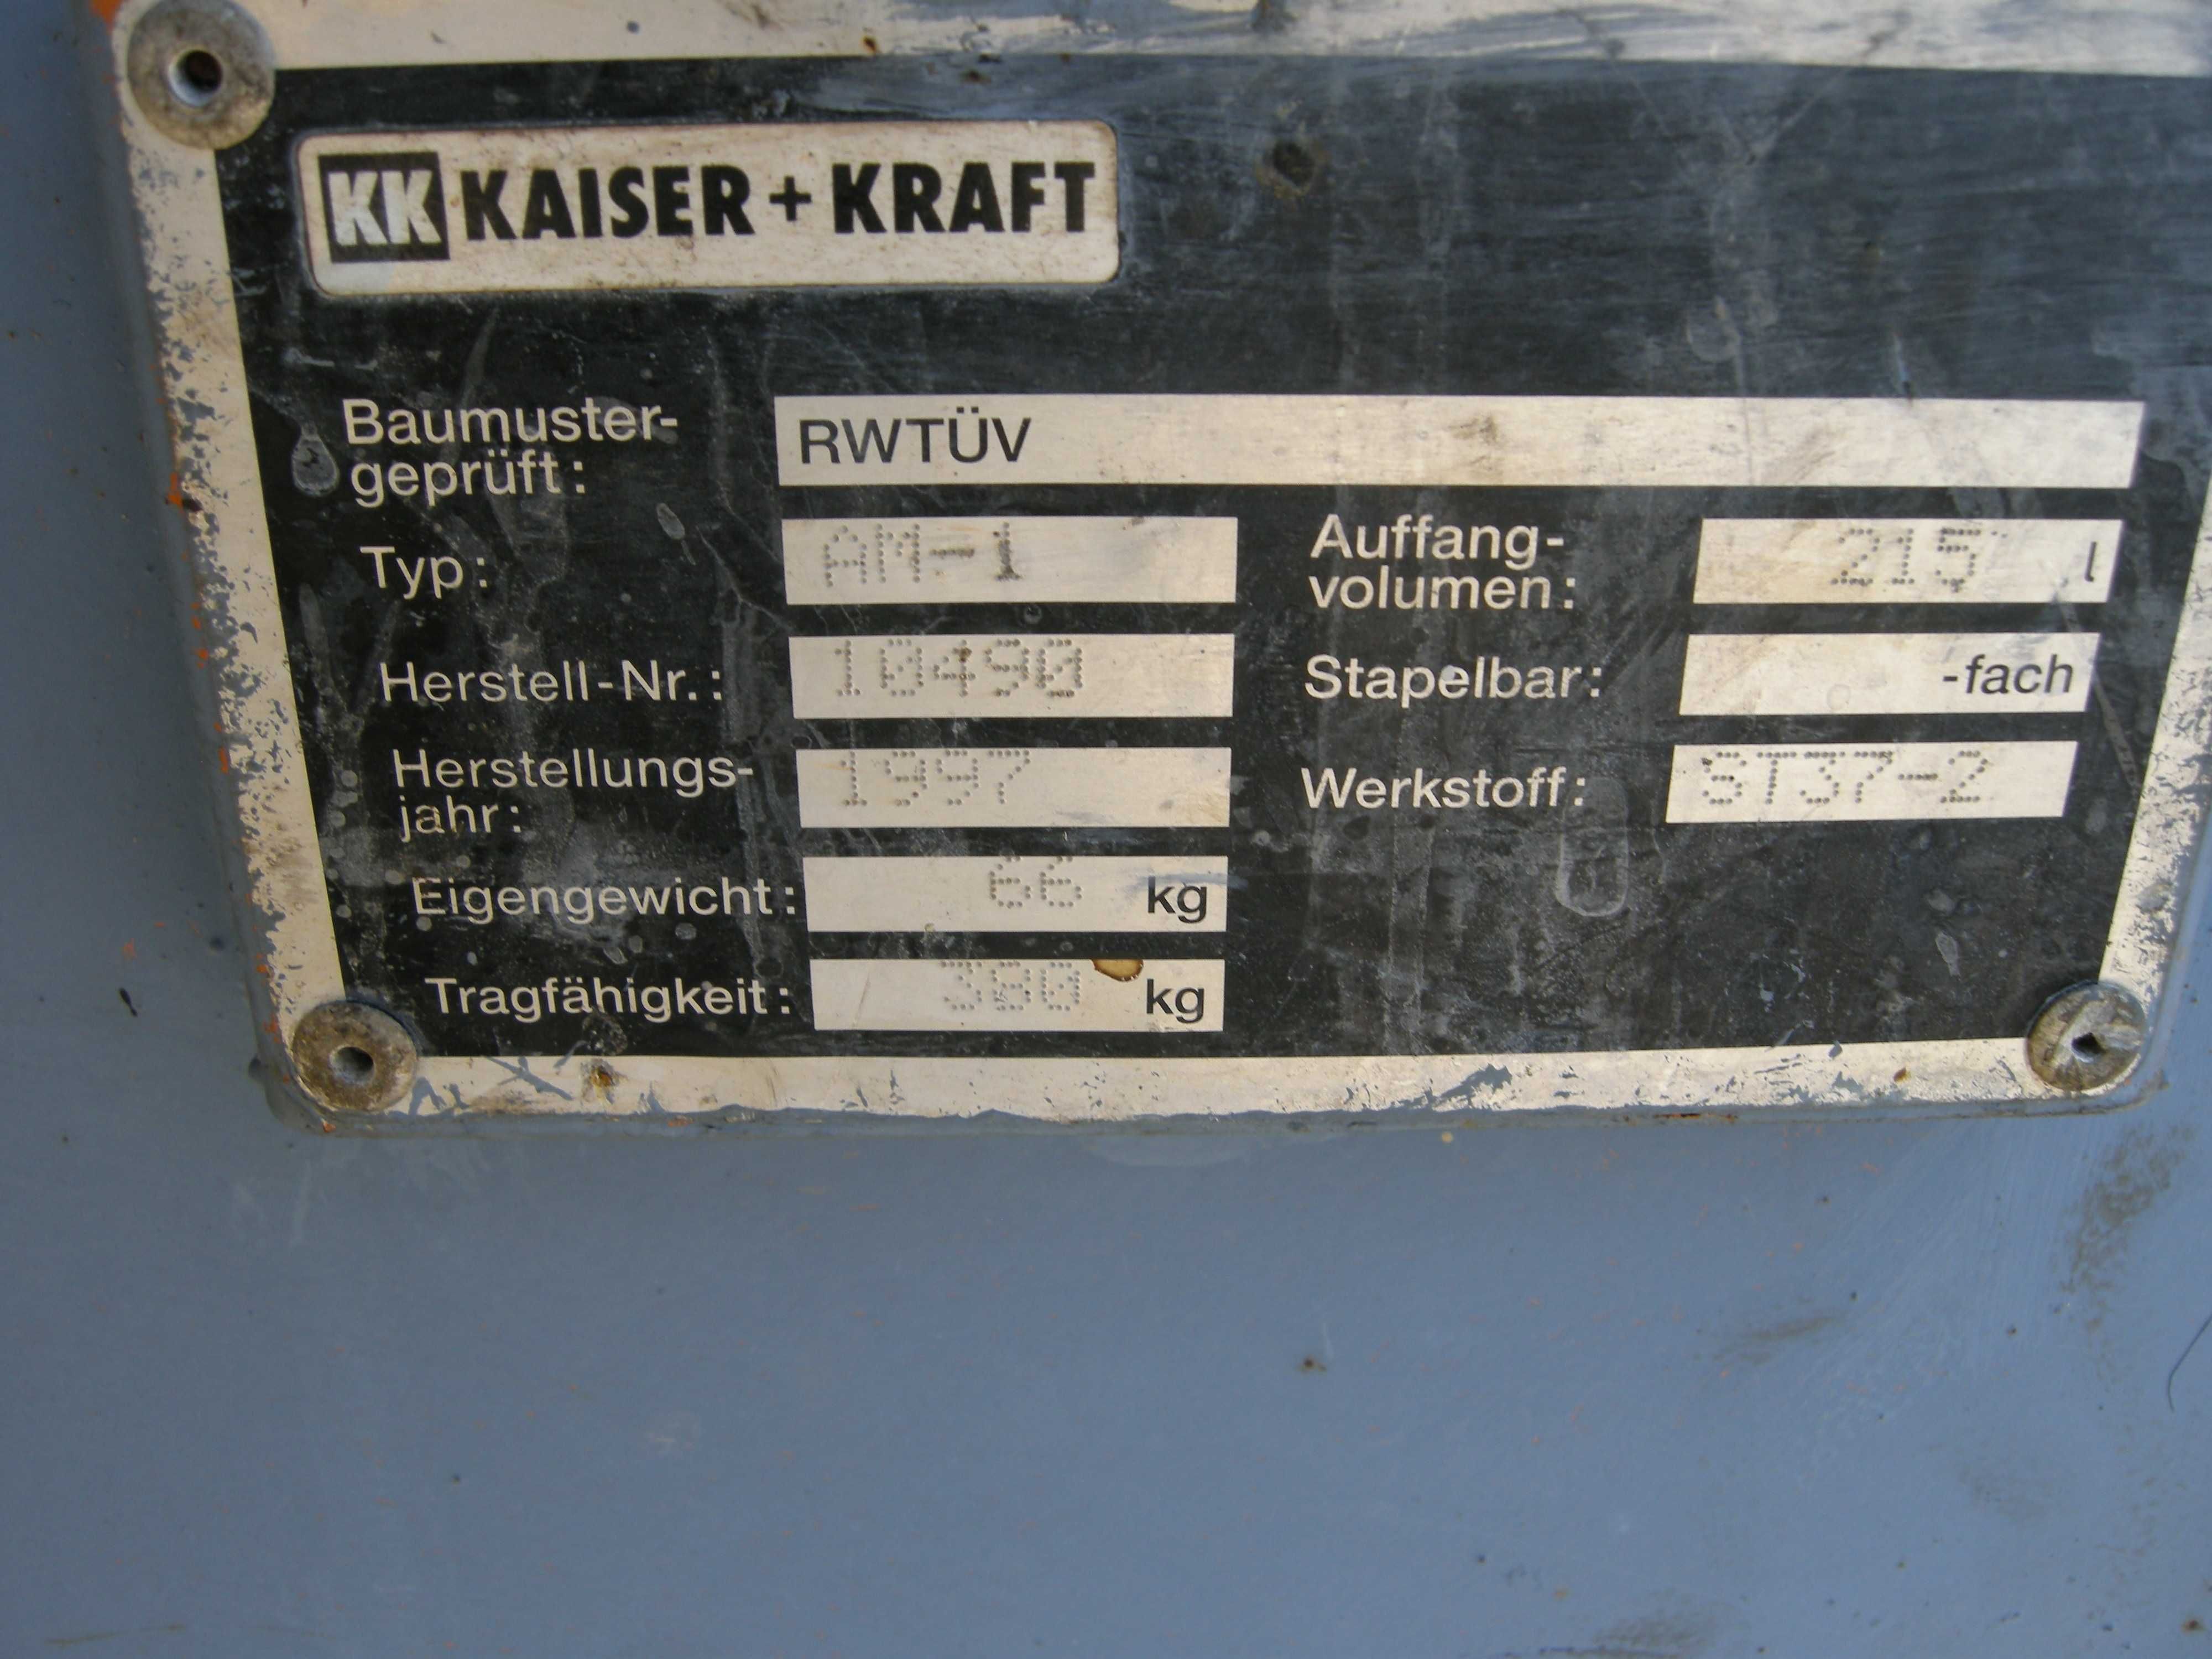 KK KAISER + KRAFT
Baumuster-
geprüft: RWTÜV
Typ: AM-1
Auffang-
volumen: 215 l
Herstell-Nr.: 10490
Stapelbar: -fach
Herstellungs-
jahr: 1997
Werkstoff: ST37-2
Eigengewicht: 66 kg
Tragfähigkeit: 380 kg